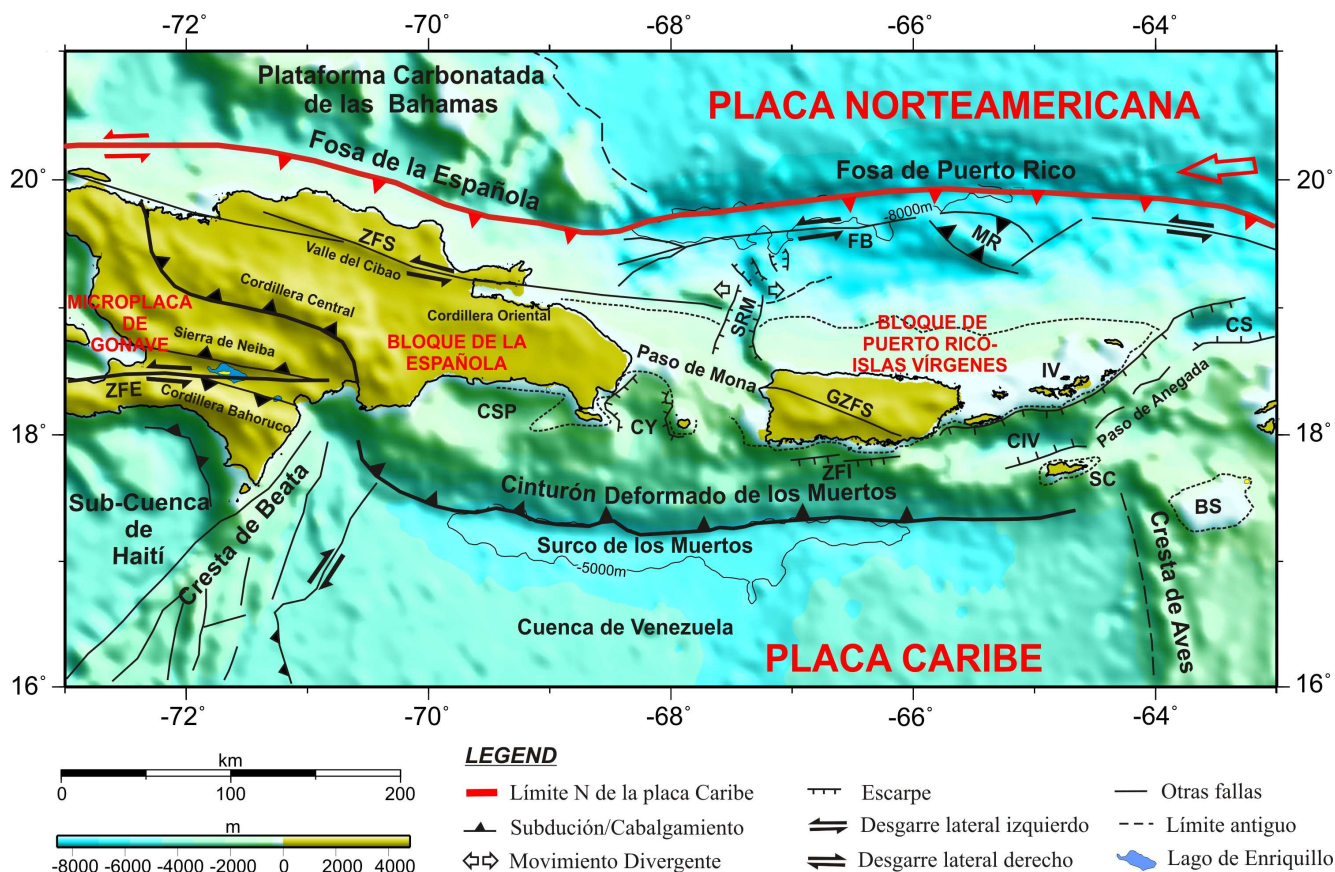 -72˚ -70˚ -68˚ -66˚ -64˚
Plataforma Carbonatada
de las Bahamas
PLACA NORTEAMERICANA
Fosa de la Española
Fosa de Puerto Rico
20˚ 20˚
-8000m
FB
MR
ZFS
Valle del Cibao
Cordillera Central
Cordillera Oriental
SRM
CS
MICROPLACA
DE
GONAVE
Sierra de Neiba
BLOQUE DE LA
ESPAÑOLA
BLOQUE DE
PUERTO RICO-
ISLAS VÍRGENES
Paso de Mona
IV
ZFE
Cordillera Bahoruco
CSP
CY
GZFS
Paso de Anegada
18˚ 18˚
CIV
ZFI
SC
BS
Sub-Cuenca
de
Haití
Cresta de Beata
Cinturón Deformado de los Muertos
Surco de los Muertos
-5000m
Cresta de Aves
Cuenca de Venezuela
PLACA CARIBE
16˚ 16˚
-72˚ -70˚ -68˚ -66˚ -64˚
km
0 100 200
m
-8000 -6000 -4000 -2000 0 2000 4000
LEGEND
Límite N de la placa Caribe
Subdución/Cabalgamiento
Movimiento Divergente
Escarpe
Desgarre lateral izquierdo
Desgarre lateral derecho
Otras fallas
Límite antiguo
Lago de Enriquillo